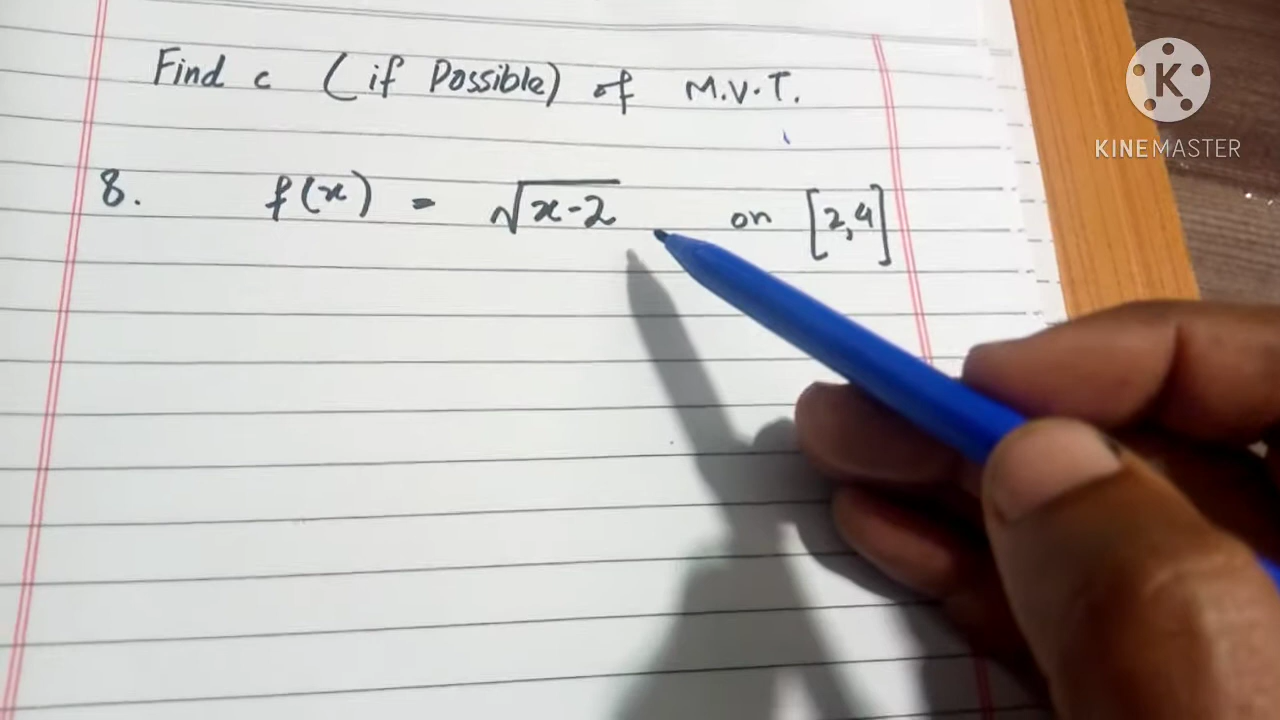 Find c (if Possible) of M.V.T.
8. f(x) = √x-2 on [2,4]
K
KINEMASTER